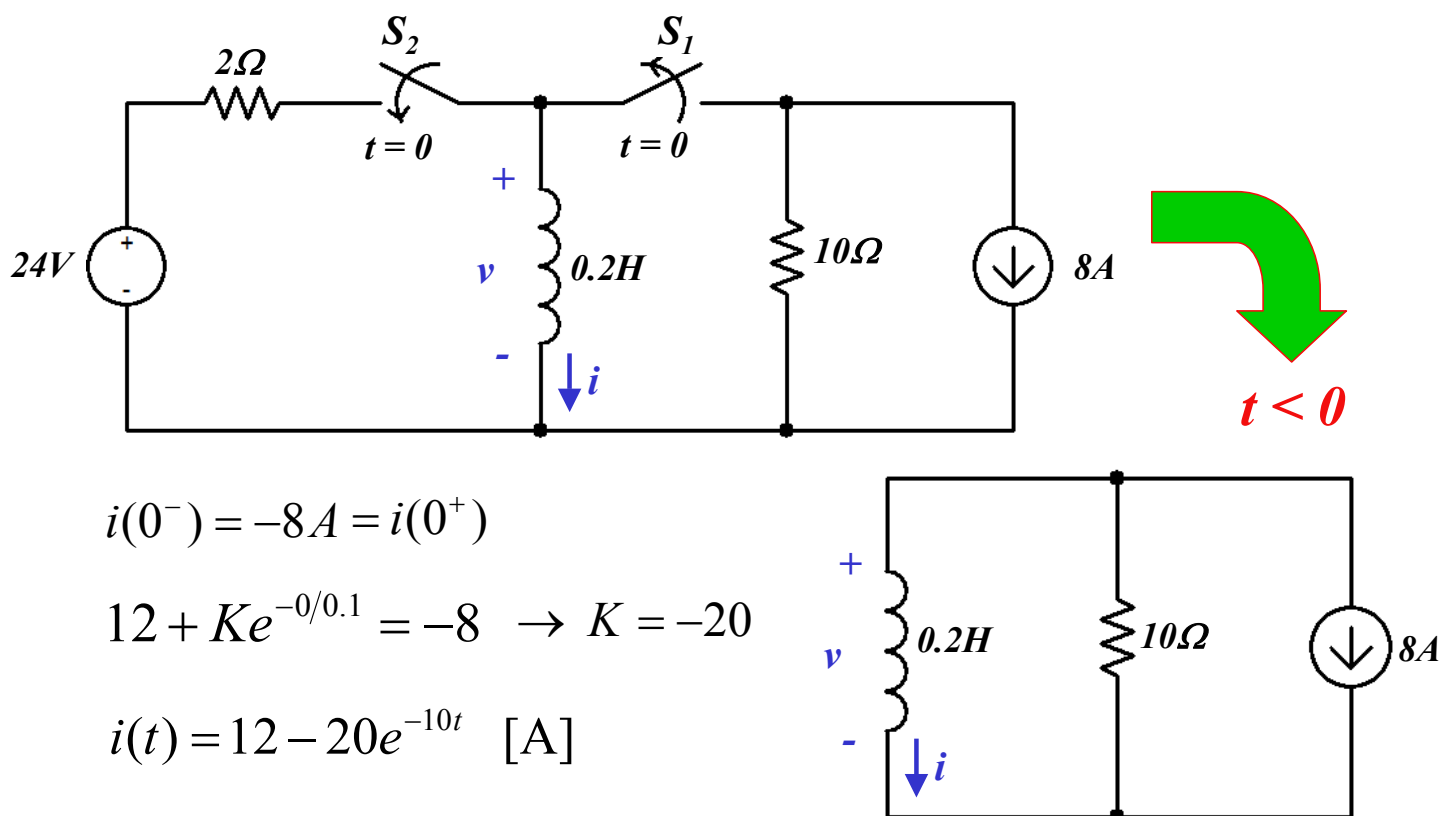 S₂ S₁
2Ω
t = 0 t = 0
+
24V + - v 0.2H 10Ω 8A
- i
t < 0
i(0⁻) = −8A = i(0⁺)
12 + Ke^{−0/0.1} = −8 → K = −20
i(t) = 12 − 20e^{−10t} [A]
+
v 0.2H 10Ω 8A
- i